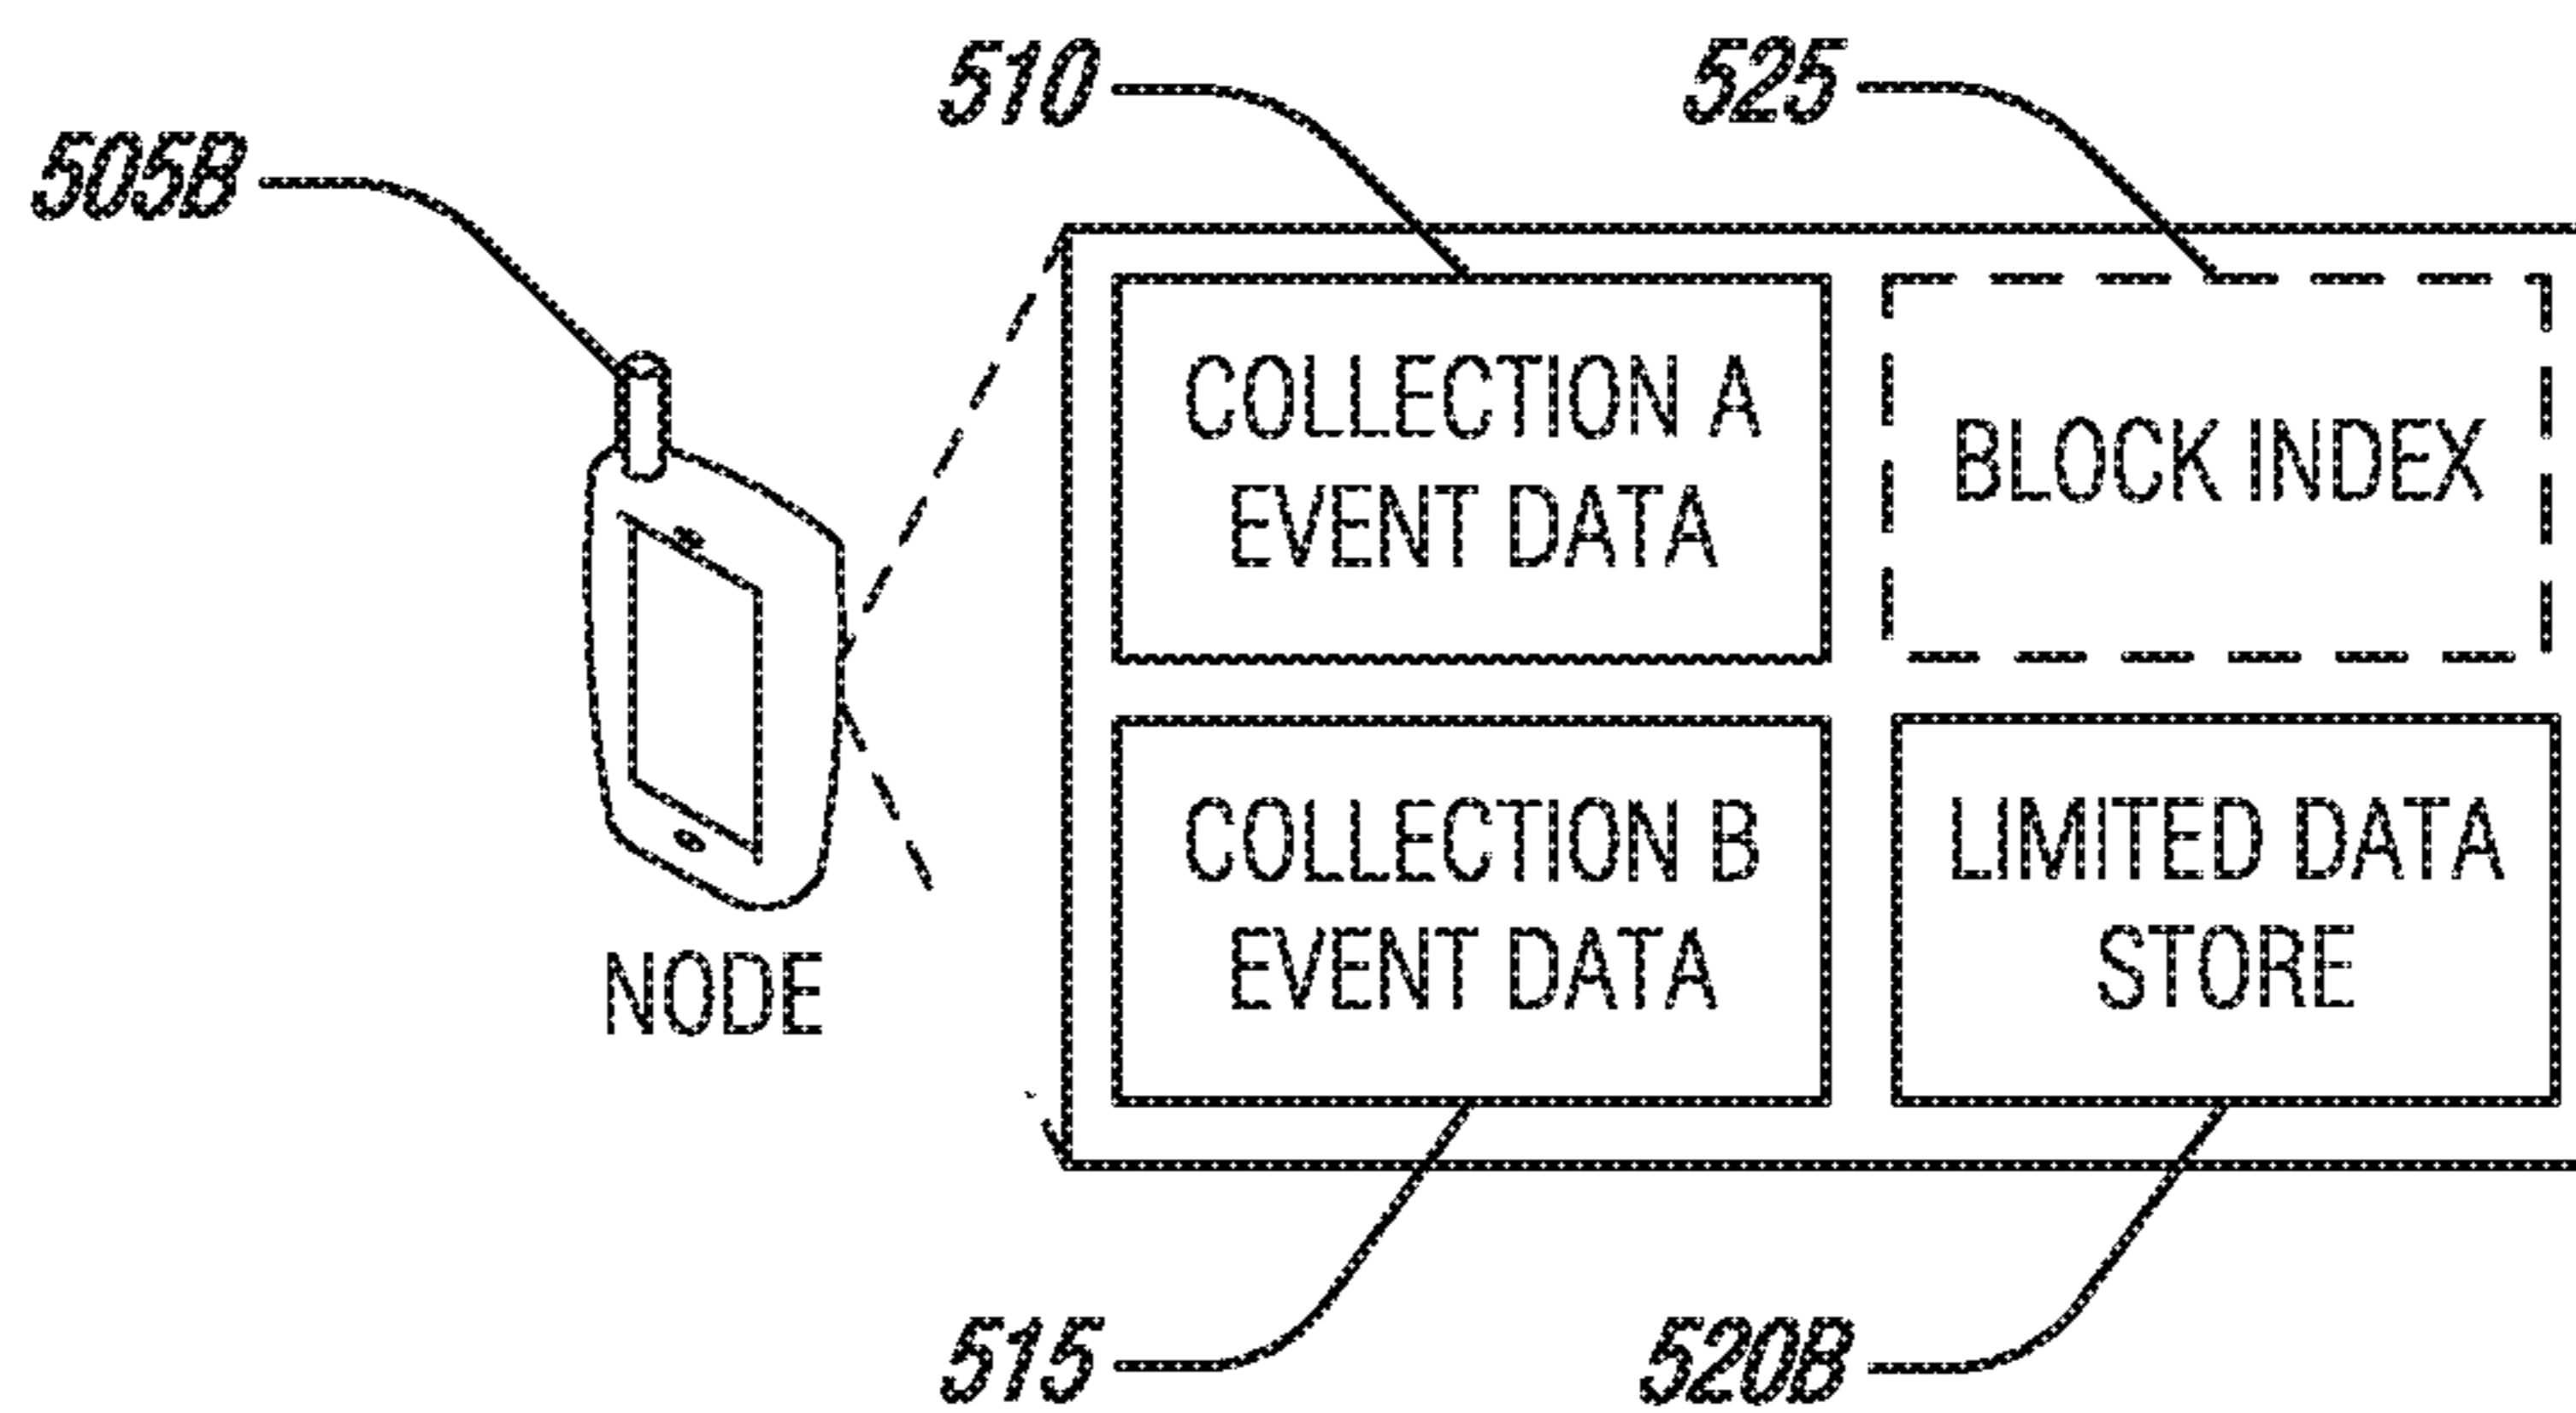 510
525
505B
COLLECTION A
EVENT DATA
BLOCK INDEX
COLLECTION B
EVENT DATA
LIMITED DATA
STORE
NODE
515
520B